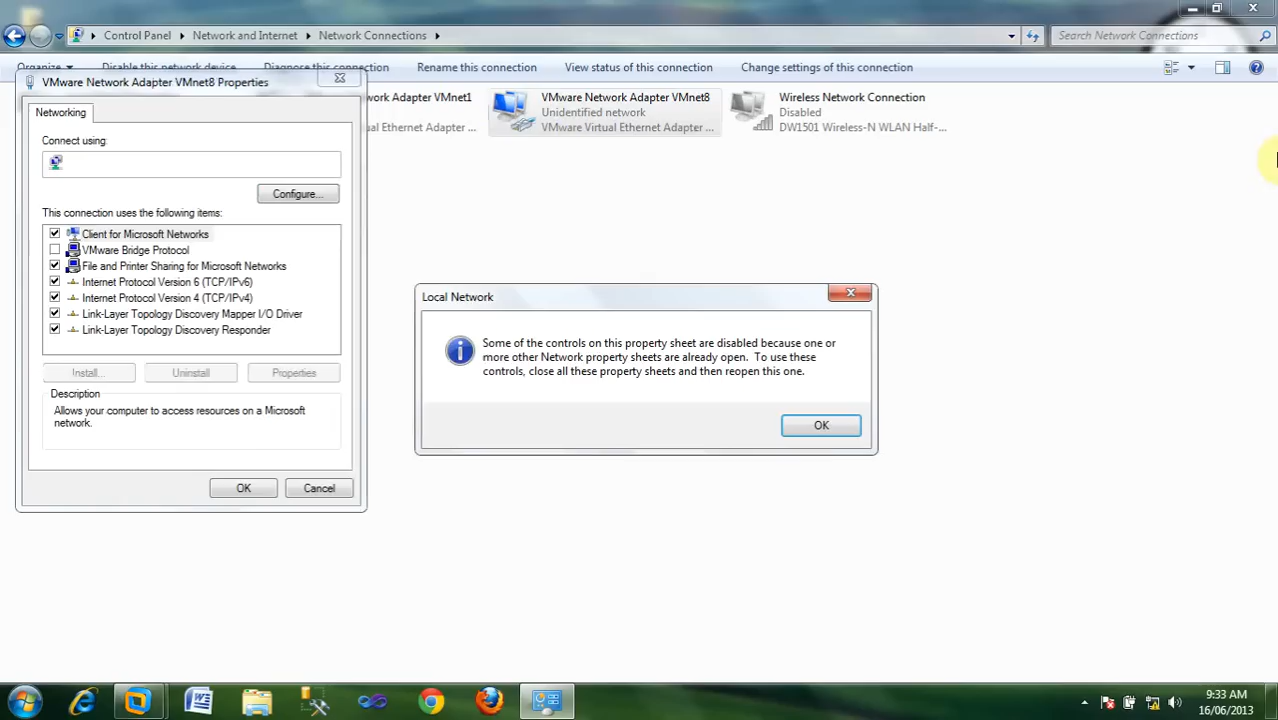 Control Panel
Network and Internet
Network Connections
Search Network Connections
Organize
Disable this network device
Diagnose this connection
Rename this connection
View status of this connection
Change settings of this connection
VMware Network Adapter VMnet8 Properties
Networking
Connect using:
Configure...
This connection uses the following items:
Client for Microsoft Networks
VMware Bridge Protocol
File and Printer Sharing for Microsoft Networks
Internet Protocol Version 6 (TCP/IPv6)
Internet Protocol Version 4 (TCP/IPv4)
Link-Layer Topology Discovery Mapper I/O Driver
Link-Layer Topology Discovery Responder
Install...
Uninstall
Properties
Description
Allows your computer to access resources on a Microsoft
network.
OK
Cancel
Adapter VMnet1
Ethernet Adapter ...
VMware Network Adapter VMnet8
Unidentified network
VMware Virtual Ethernet Adapter ...
Wireless Network Connection
Disabled
DW1501 Wireless-N WLAN Half-...
Local Network
Some of the controls on this property sheet are disabled because one or
more other Network property sheets are already open. To use these
controls, close all these property sheets and then reopen this one.
OK
9:33 AM
16/06/2013